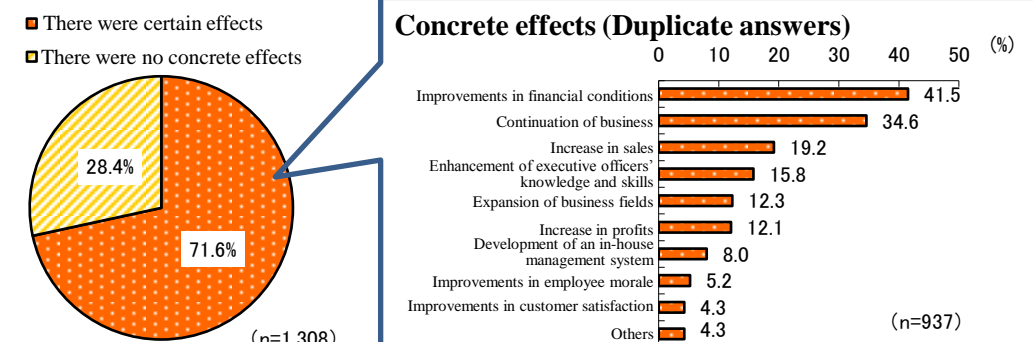 There were certain effects
There were no concrete effects
28.4%
71.6%
(n=1,308)
Concrete effects (Duplicate answers)
0 10 20 30 40 50 (%)
Improvements in financial conditions 41.5
Continuation of business 34.6
Increase in sales 19.2
Enhancement of executive officers'
knowledge and skills 15.8
Expansion of business fields 12.3
Increase in profits 12.1
Development of an in-house
management system 8.0
Improvements in employee morale 5.2
Improvements in customer satisfaction 4.3
Others 4.3
(n=937)